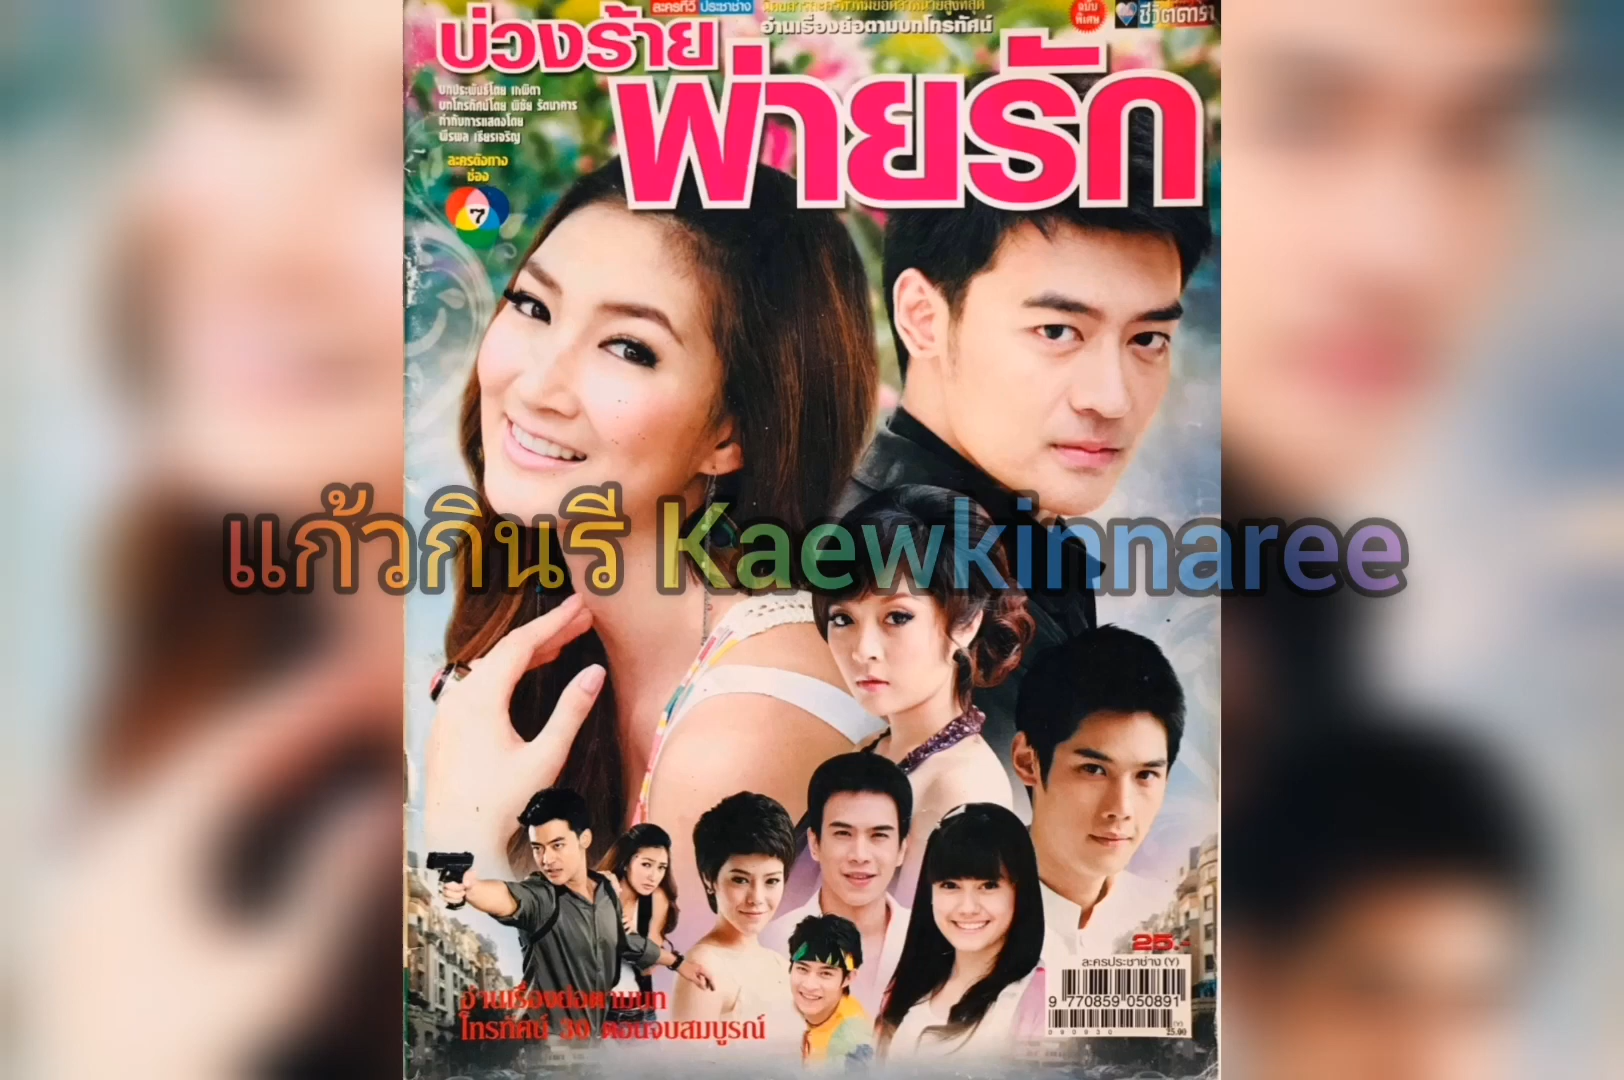 ละครทีวี ประชาช่าง
อ่านเรื่องย่อตามบทโทรทัศน์
ฉบับ
พิเศษ
ชีวิตดารา
บ่วงร้าย
พ่ายรัก
บทประพันธ์โดย เทพิตา
บทโทรทัศน์โดย พิชัย รัตนาคาร
กำกับการแสดงโดย
พีรพล เธียรเจริญ
ละครดังทาง
ช่อง
7
แก้วกินรี Kaewkinnaree
25.-
ละครประชาช่าง (Y)
9 770859 050891
090930
25.00
อ่านเรื่องย่อตามบท
โทรทัศน์ 30 ตอนจบสมบูรณ์